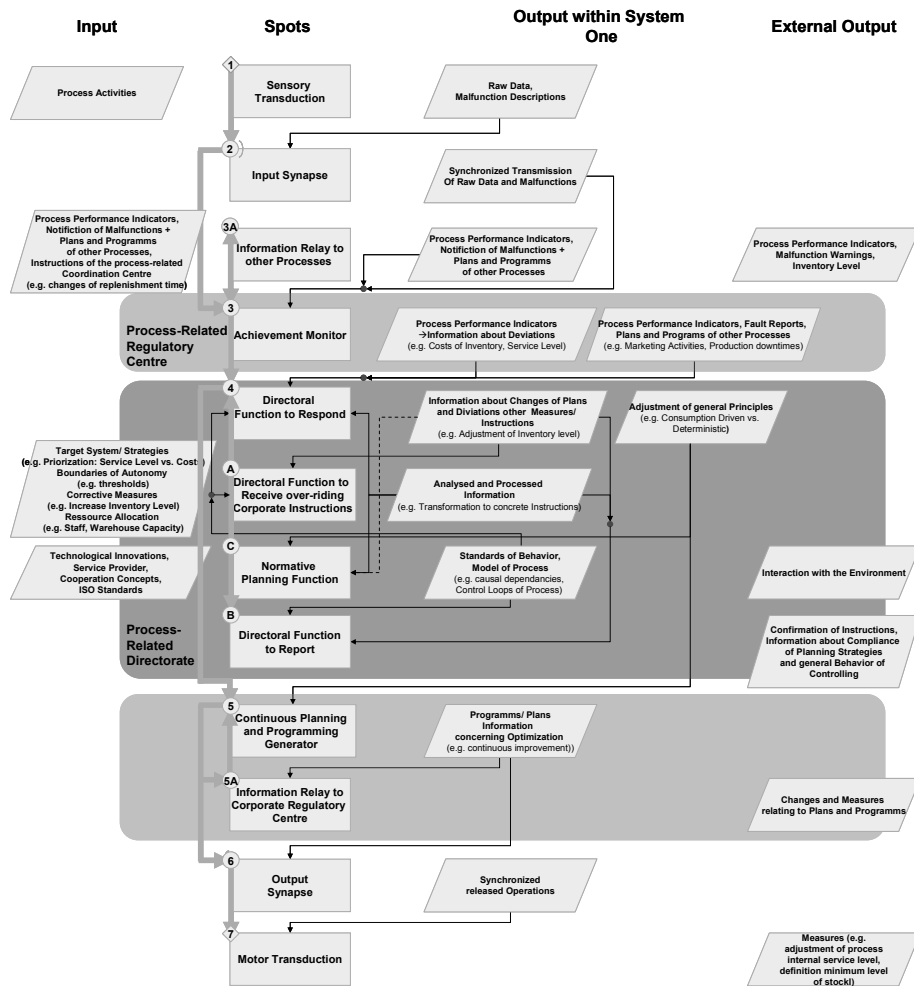 Input
Spots
Output within System
One
External Output
1
Process Activities
Sensory
Transduction
Raw Data,
Malfunction Descriptions
2
Input Synapse
Synchronized Transmission
Of Raw Data and Malfunctions
Process Performance Indicators,
Notifiction of Malfunctions +
Plans and Programms
of other Processes,
Instructions of the process-related
Coordination Centre
(e.g. changes of replenishment time)
3A
Information Relay to
other Processes
Process Performance Indicators,
Notification of Malfunctions +
Plans and Programms
of other Processes
Process Performance Indicators,
Malfunction Warnings,
Inventory Level
Process-Related
Regulatory
Centre
3
Achievement Monitor
Process Performance Indicators
→Information about Deviations
(e.g. Costs of Inventory, Service Level)
Process Performance Indicators, Fault Reports,
Plans and Programs of other Processes
(e.g. Marketing Activities, Production downtimes)
4
Directoral
Function to Respond
Information about Changes of Plans
and Diviations other Measures/
Instructions
(e.g. Adjustment of Inventory level)
Adjustment of general Principles
(e.g. Consumption Driven vs.
Deterministic)
Target System/ Strategies
(e.g. Priorization: Service Level vs. Costs)
Boundaries of Autonomy
(e.g. thresholds)
Corrective Measures
(e.g. Increase Inventory Level)
Ressource Allocation
(e.g. Staff, Warehouse Capacity)
A
Directoral Function to
Receive over-riding
Corporate Instructions
Analysed and Processed
Information
(e.g. Transformation to concrete Instructions)
Technological Innovations,
Service Provider,
Cooperation Concepts,
ISO Standards
C
Normative
Planning Function
Standards of Behavior,
Model of Process
(e.g. causal dependancies,
Control Loops of Process)
Interaction with the Environment
Process-
Related
Directorate
B
Directoral Function
to Report
Confirmation of Instructions,
Information about Compliance
of Planning Strategies
and general Behavior of
Controlling
5
Continuous Planning
and Programming
Generator
Programms/ Plans
Information
concerning Optimization
(e.g. continuous improvement))
5A
Information Relay to
Corporate Regulatory
Centre
Changes and Measures
relating to Plans and Programms
6
Output
Synapse
Synchronized
released Operations
7
Motor Transduction
Measures (e.g.
adjustment of process
internal service level,
definition minimum level
of stockl)